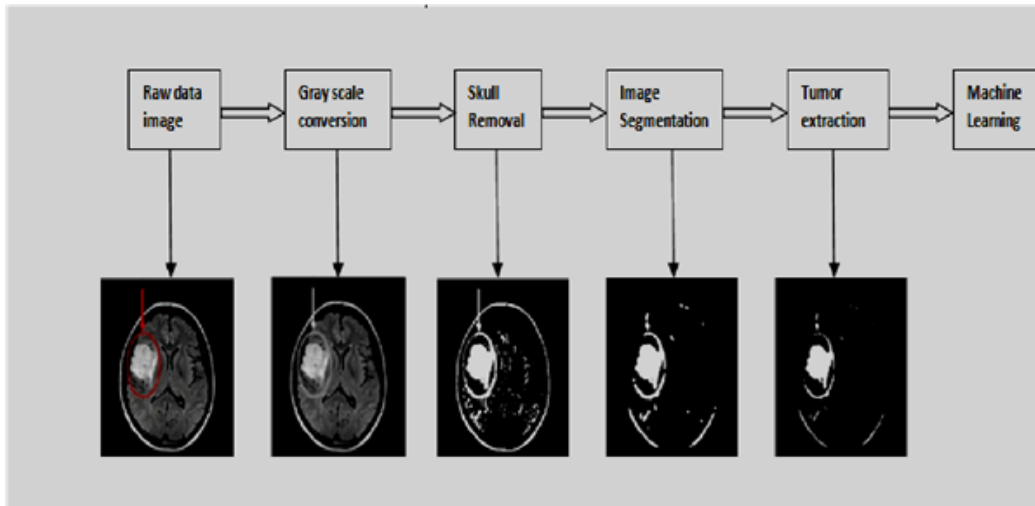 Raw data
image
Gray scale
conversion
Skull
Removal
Image
Segmentation
Tumor
extraction
Machine
Learning